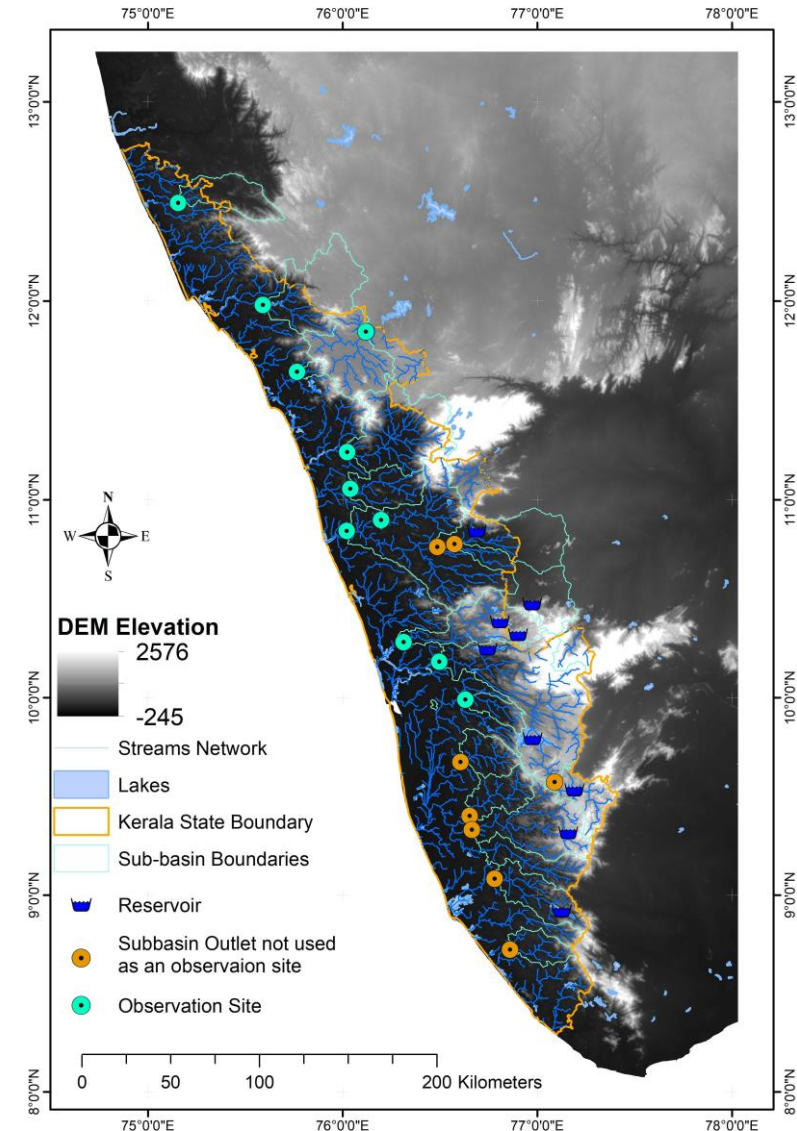 75°0'0"E 76°0'0"E 77°0'0"E 78°0'0"E
13°0'0"N 13°0'0"N
12°0'0"N 12°0'0"N
11°0'0"N 11°0'0"N
N
W E
S
DEM Elevation
2576
-245
10°0'0"N 10°0'0"N
Streams Network
Lakes
Kerala State Boundary
Sub-basin Boundaries
9°0'0"N 9°0'0"N
Reservoir
Subbasin Outlet not used
as an observaion site
Observation Site
0 50 100 200 Kilometers
8°0'0"N 8°0'0"N
75°0'0"E 76°0'0"E 77°0'0"E 78°0'0"E